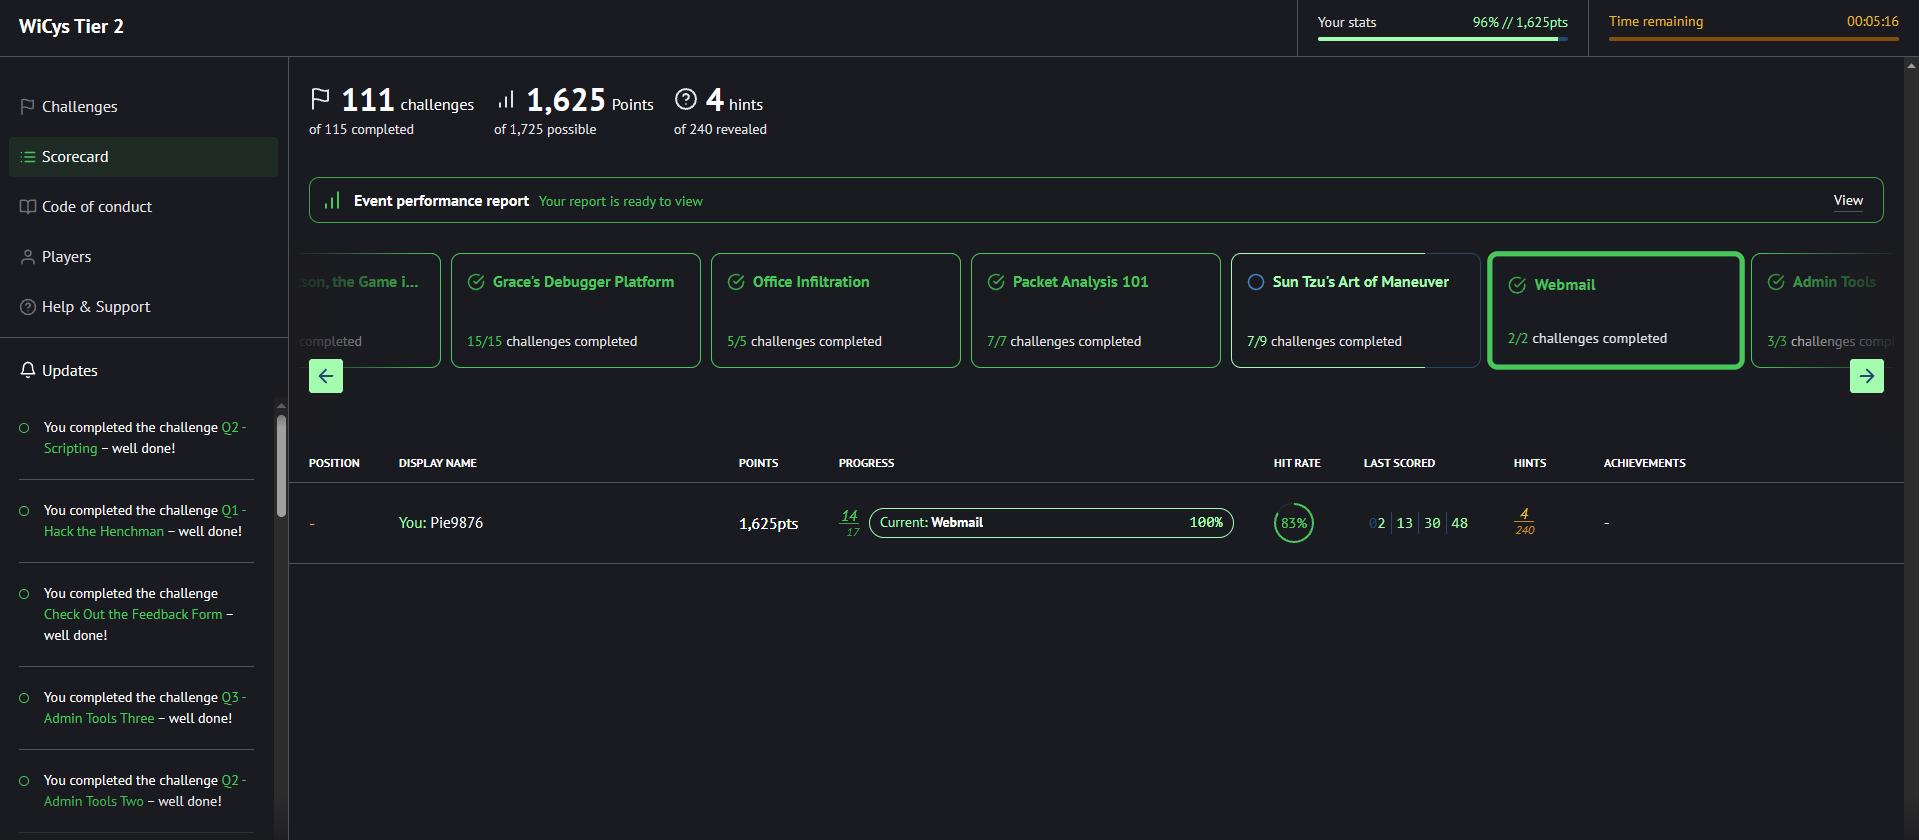 WiCys Tier 2
Your stats
96% // 1,625pts
Time remaining
00:05:16
Challenges
Scorecard
Code of conduct
Players
Help & Support
Updates
You completed the challenge Q2 -
Scripting – well done!
You completed the challenge Q1 -
Hack the Henchman – well done!
You completed the challenge
Check Out the Feedback Form –
well done!
You completed the challenge Q3 -
Admin Tools Three – well done!
You completed the challenge Q2 -
Admin Tools Two – well done!
111 challenges
of 115 completed
1,625 Points
of 1,725 possible
4 hints
of 240 revealed
Event performance report Your report is ready to view
View
son, the Game i...
completed
Grace's Debugger Platform
15/15 challenges completed
Office Infiltration
5/5 challenges completed
Packet Analysis 101
7/7 challenges completed
Sun Tzu's Art of Maneuver
7/9 challenges completed
Webmail
2/2 challenges completed
Admin Tools
3/3 challenges compl
POSITION DISPLAY NAME POINTS PROGRESS HIT RATE LAST SCORED HINTS ACHIEVEMENTS
- You: Pie9876 1,625pts 14/17 Current: Webmail 100% 83% 02 13 30 48 4/240 -